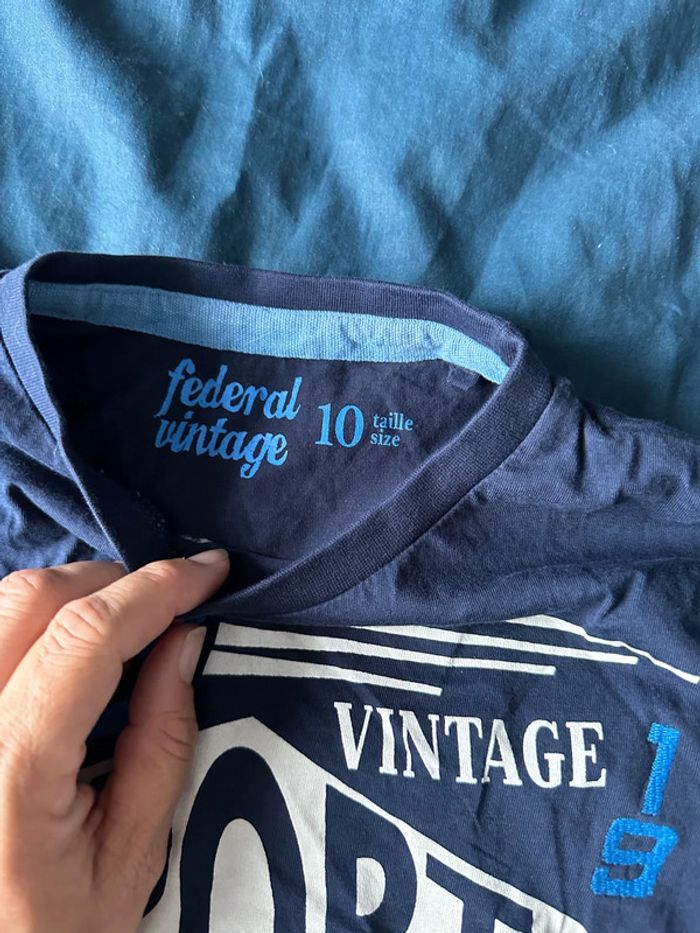 federal
vintage
10
taille
size
VINTAGE
1
9